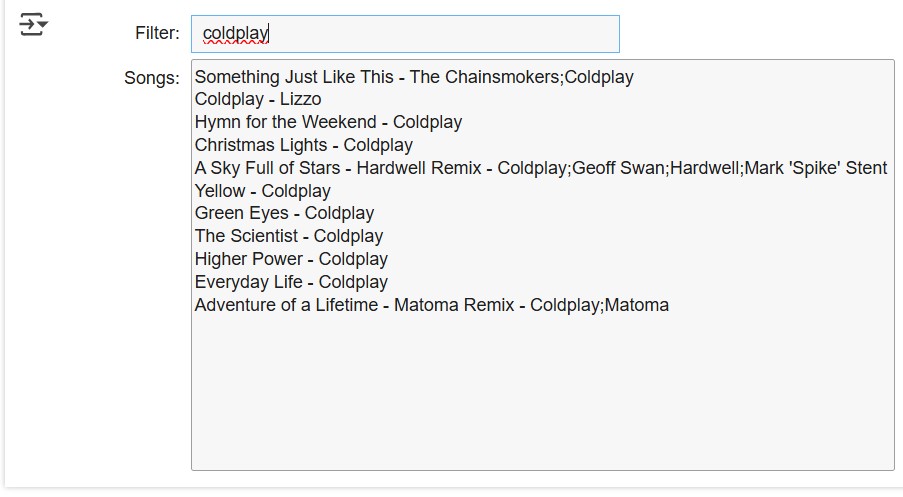 Filter: coldplay
Songs: Something Just Like This - The Chainsmokers;Coldplay
Coldplay - Lizzo
Hymn for the Weekend - Coldplay
Christmas Lights - Coldplay
A Sky Full of Stars - Hardwell Remix - Coldplay;Geoff Swan;Hardwell;Mark 'Spike' Stent
Yellow - Coldplay
Green Eyes - Coldplay
The Scientist - Coldplay
Higher Power - Coldplay
Everyday Life - Coldplay
Adventure of a Lifetime - Matoma Remix - Coldplay;Matoma